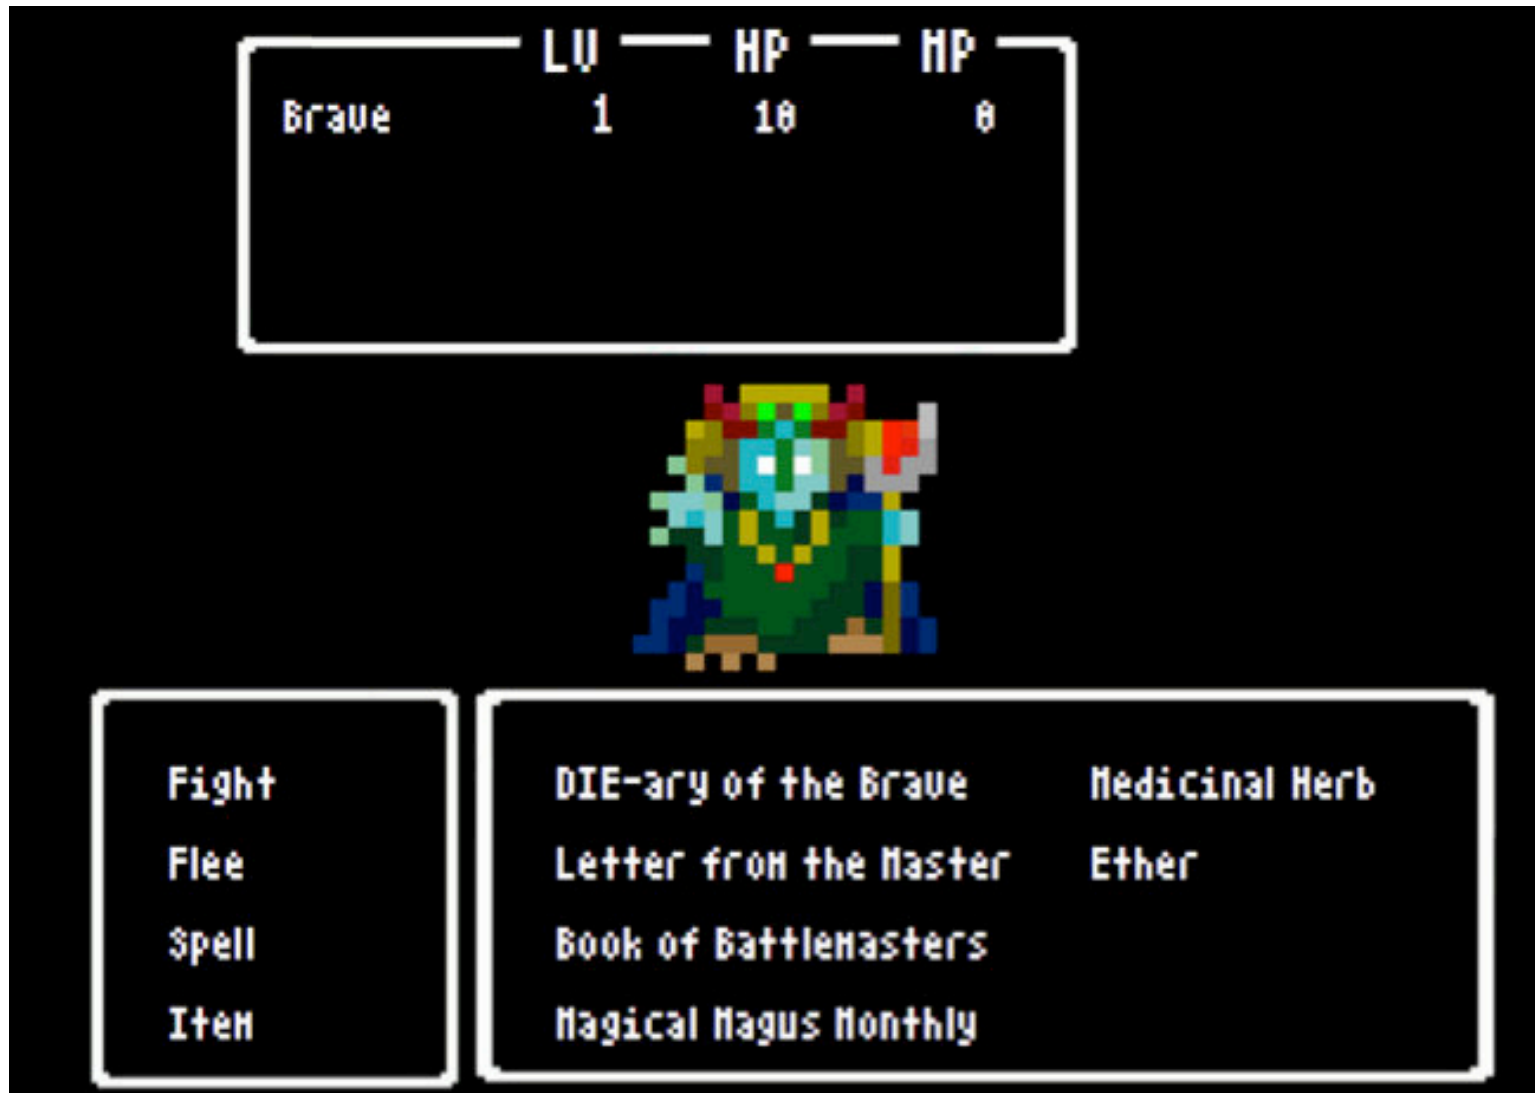 LV HP MP
Brave 1 10 0
Fight
Flee
Spell
Item
DIE-ary of the Brave Medicinal Herb
Letter from the Master Ether
Book of Battlemasters
Magical Magus Monthly